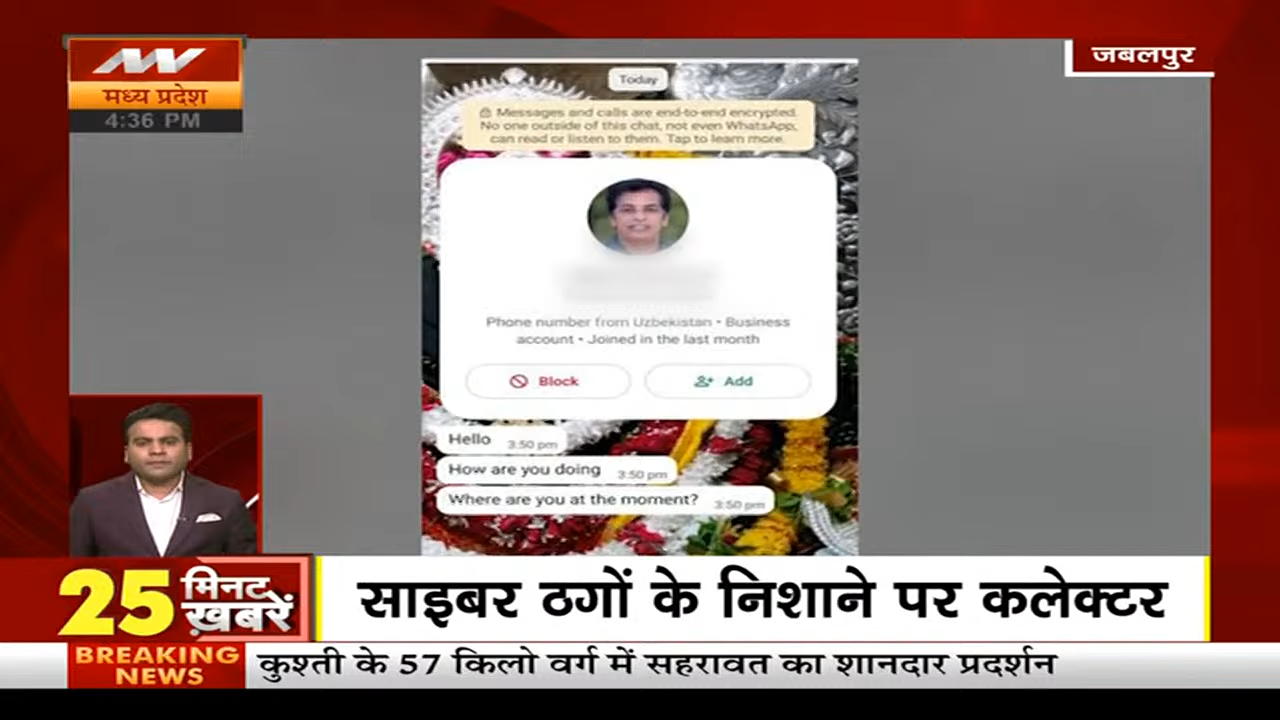 मध्य प्रदेश
4:36 PM
जबलपुर
Today
Messages and calls are end-to-end encrypted.
No one outside of this chat, not even WhatsApp,
can read or listen to them. Tap to learn more.
Phone number from Uzbekistan • Business
account • Joined in the last month
Block
Add
Hello 3:50 pm
How are you doing 3:50 pm
Where are you at the moment? 3:50 pm
25 मिनट
ख़बरें
साइबर ठगों के निशाने पर कलेक्टर
BREAKING
NEWS
कुश्ती के 57 किलो वर्ग में सहरावत का शानदार प्रदर्शन